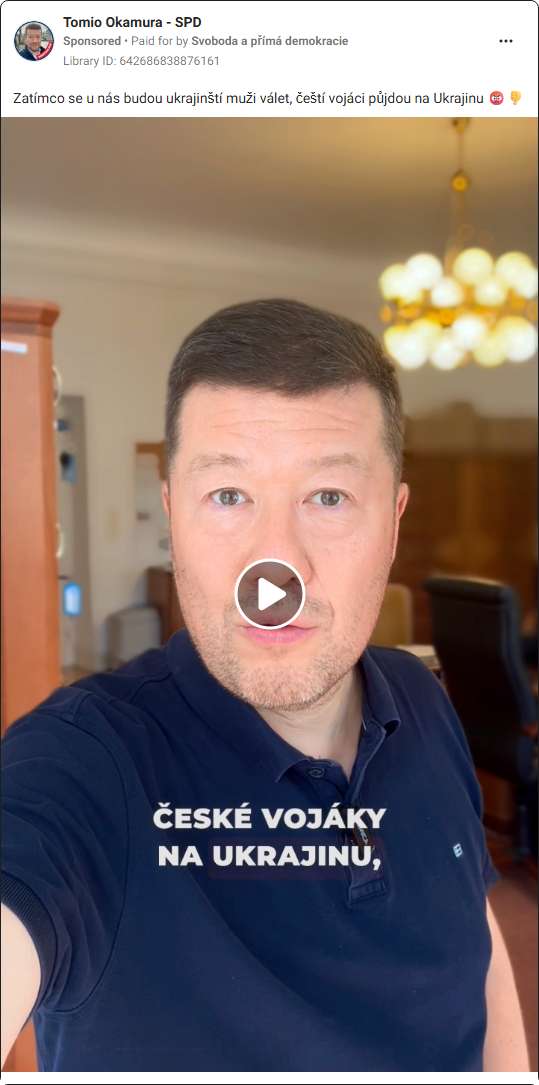 Tomio Okamura - SPD
Sponsored • Paid for by Svoboda a přímá demokracie
Library ID: 642686838876161
Zatímco se u nás budou ukrajinští muži válet, čeští vojáci půjdou na Ukrajinu 🤬👎
ČESKÉ VOJÁKY
NA UKRAJINU,